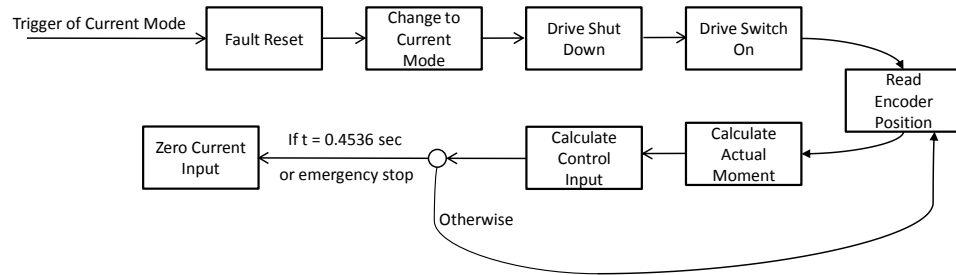 Trigger of Current Mode
Fault Reset
Change to
Current
Mode
Drive Shut
Down
Drive Switch
On
Read
Encoder
Position
Calculate
Actual
Moment
Calculate
Control
Input
If t = 0.4536 sec
or emergency stop
Zero Current
Input
Otherwise